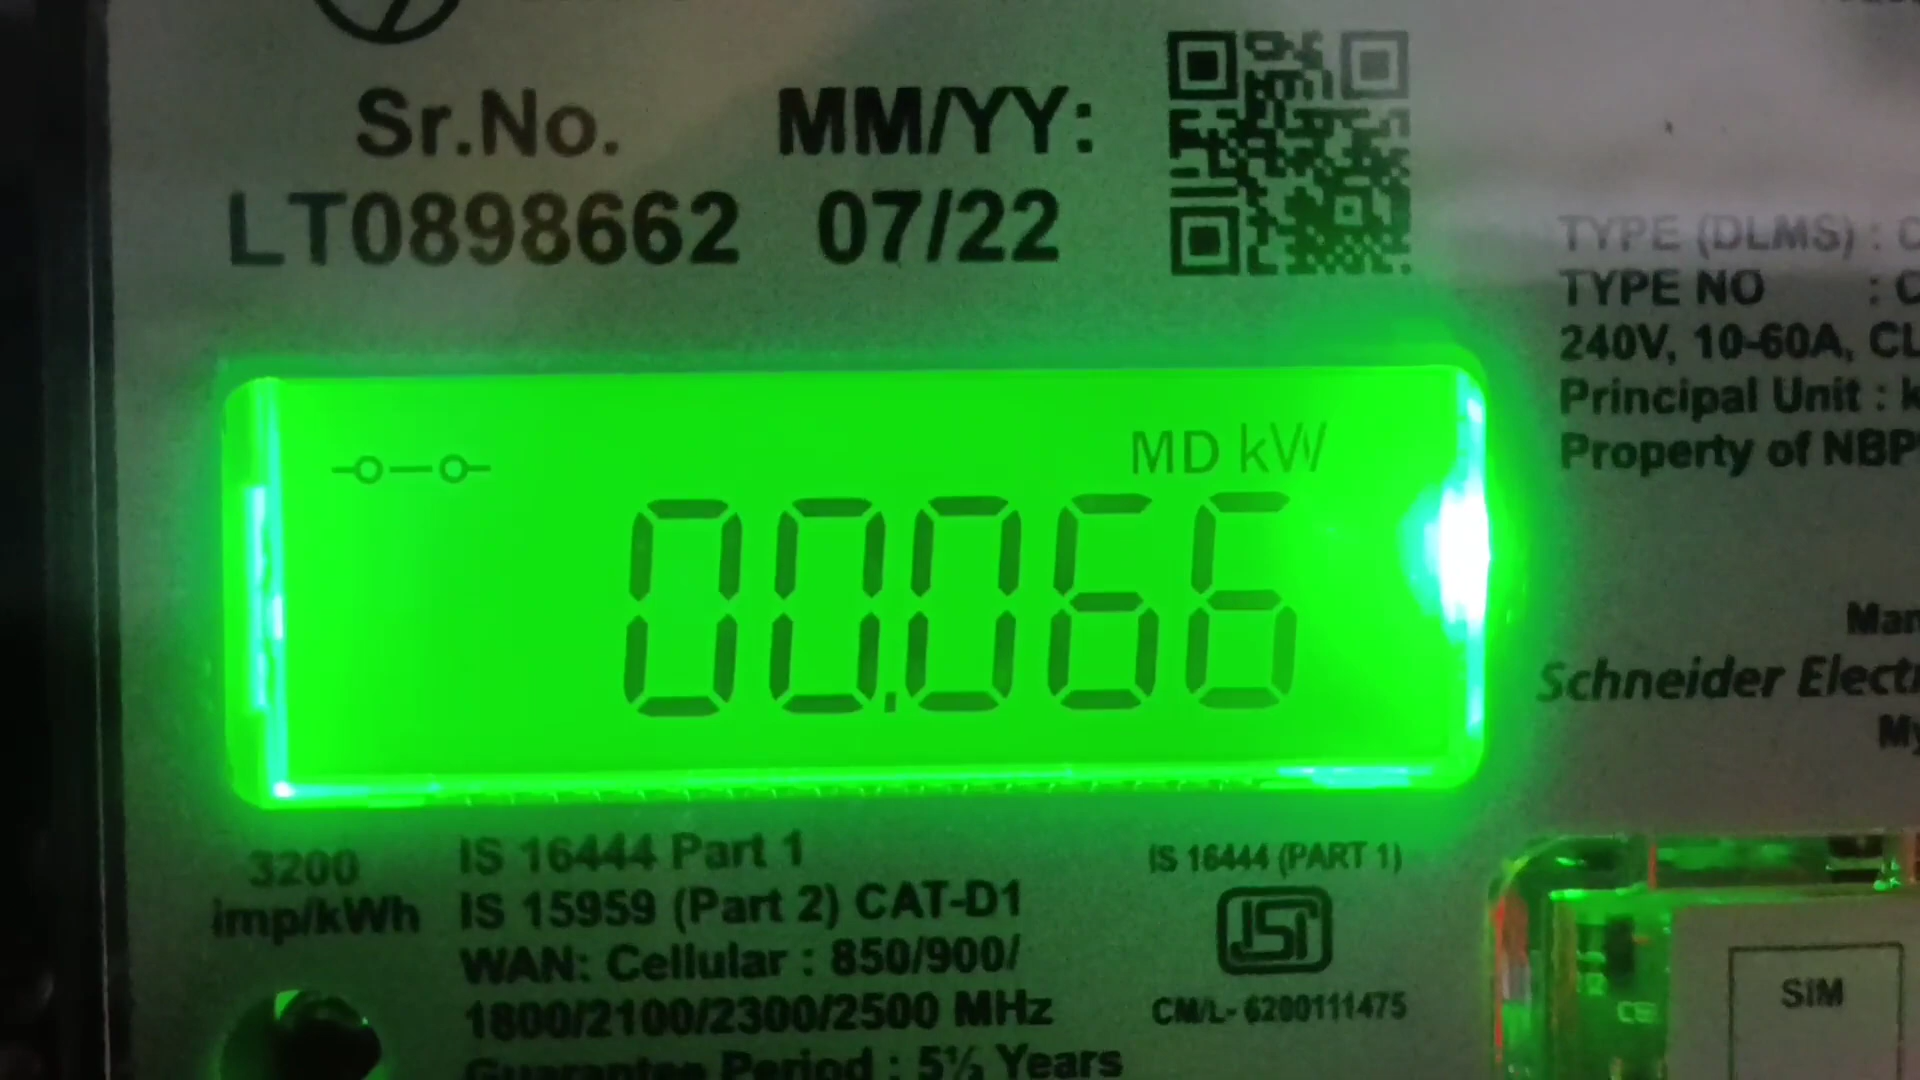 Sr.No. MM/YY:
LT0898662 07/22
TYPE (DLMS) :
TYPE NO :
240V, 10-60A, CL
Principal Unit : k
Property of NBP
MD kW
00.066
Schneider Electri
3200
imp/kWh
IS 16444 Part 1
IS 15959 (Part 2) CAT-D1
WAN: Cellular : 850/900/
1800/2100/2300/2500 MHz
Guarantee Period : 5½ Years
IS 16444 (PART 1)
ISI
CM/L- 6200111475
SIM